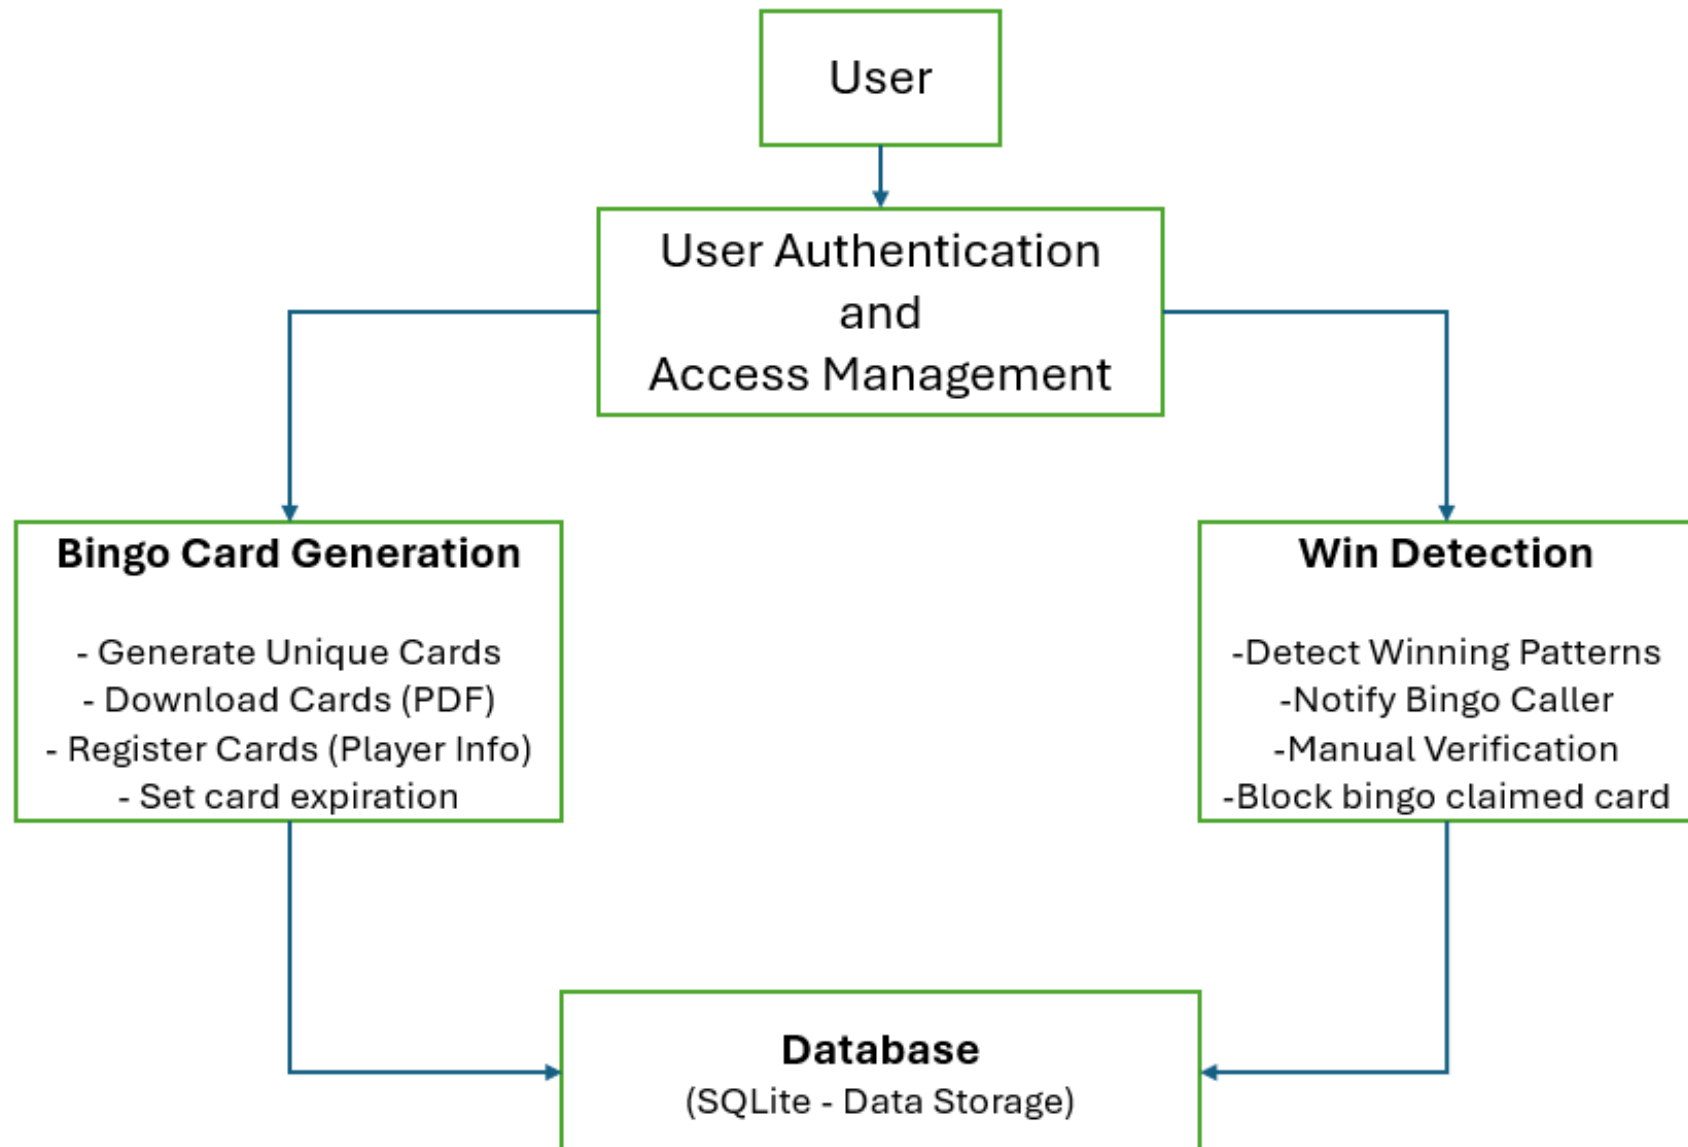 User
User Authentication
and
Access Management
Bingo Card Generation
- Generate Unique Cards
- Download Cards (PDF)
- Register Cards (Player Info)
- Set card expiration
Win Detection
-Detect Winning Patterns
-Notify Bingo Caller
-Manual Verification
-Block bingo claimed card
Database
(SQLite - Data Storage)